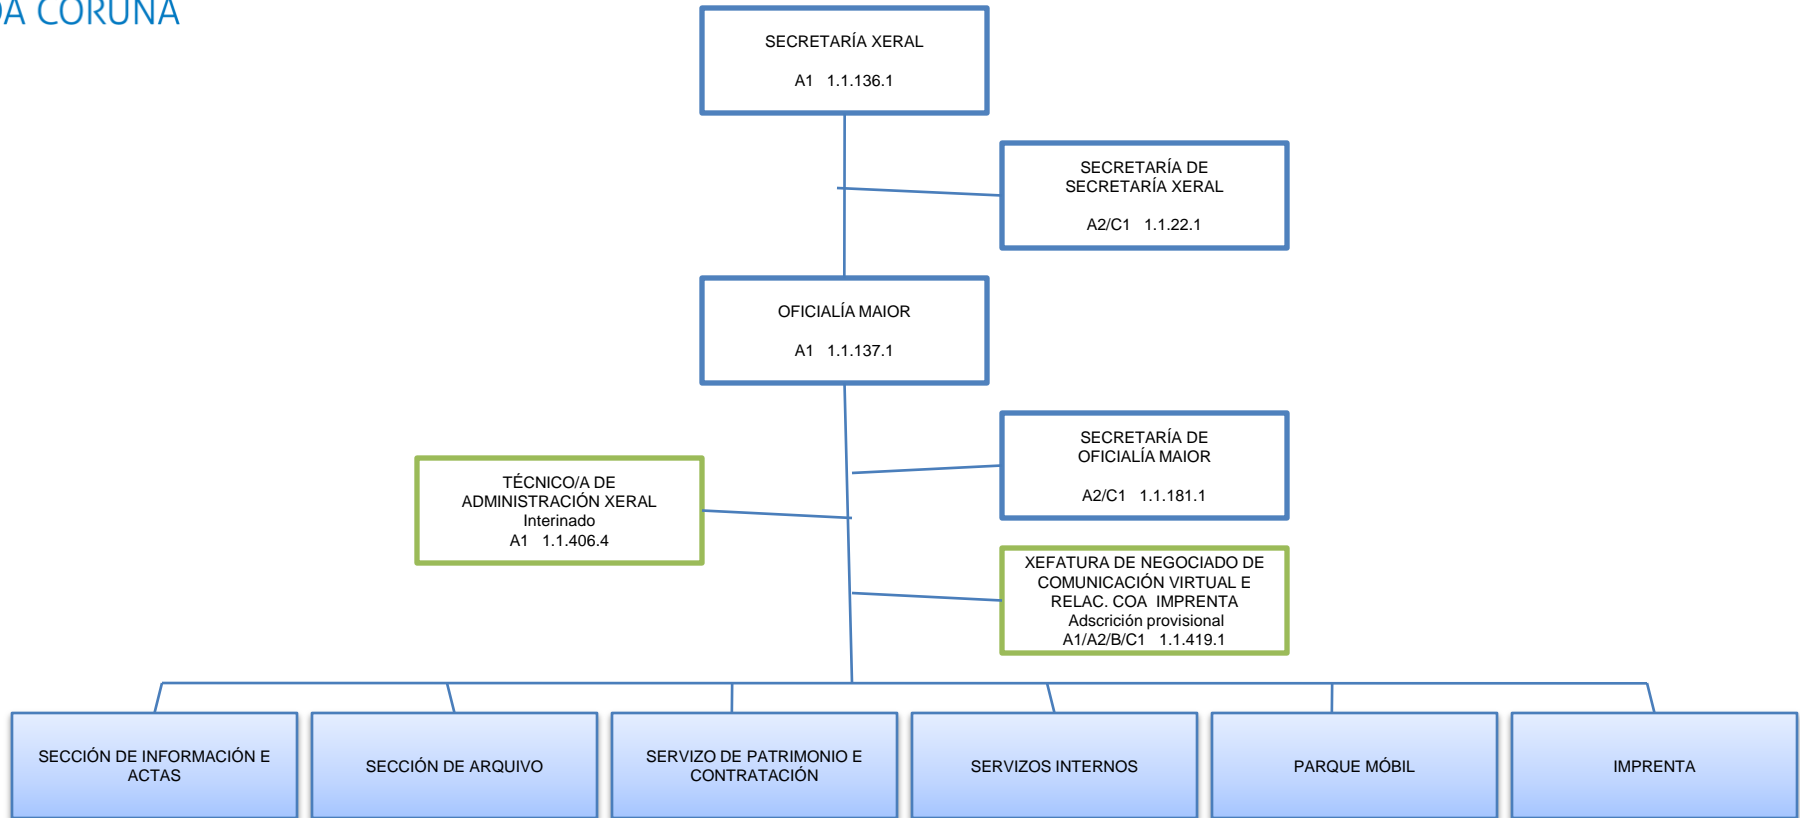 DA CORUÑA
SECRETARÍA XERAL
A1 1.1.136.1
SECRETARÍA DE
SECRETARÍA XERAL
A2/C1 1.1.22.1
OFICIALÍA MAIOR
A1 1.1.137.1
SECRETARÍA DE
OFICIALÍA MAIOR
A2/C1 1.1.181.1
TÉCNICO/A DE
ADMINISTRACIÓN XERAL
Interinado
A1 1.1.406.4
XEFATURA DE NEGOCIADO DE
COMUNICACIÓN VIRTUAL E
RELAC. COA IMPRENTA
Adscrición provisional
A1/A2/B/C1 1.1.419.1
SECCIÓN DE INFORMACIÓN E
ACTAS
SECCIÓN DE ARQUIVO
SERVIZO DE PATRIMONIO E
CONTRATACIÓN
SERVIZOS INTERNOS
PARQUE MÓBIL
IMPRENTA